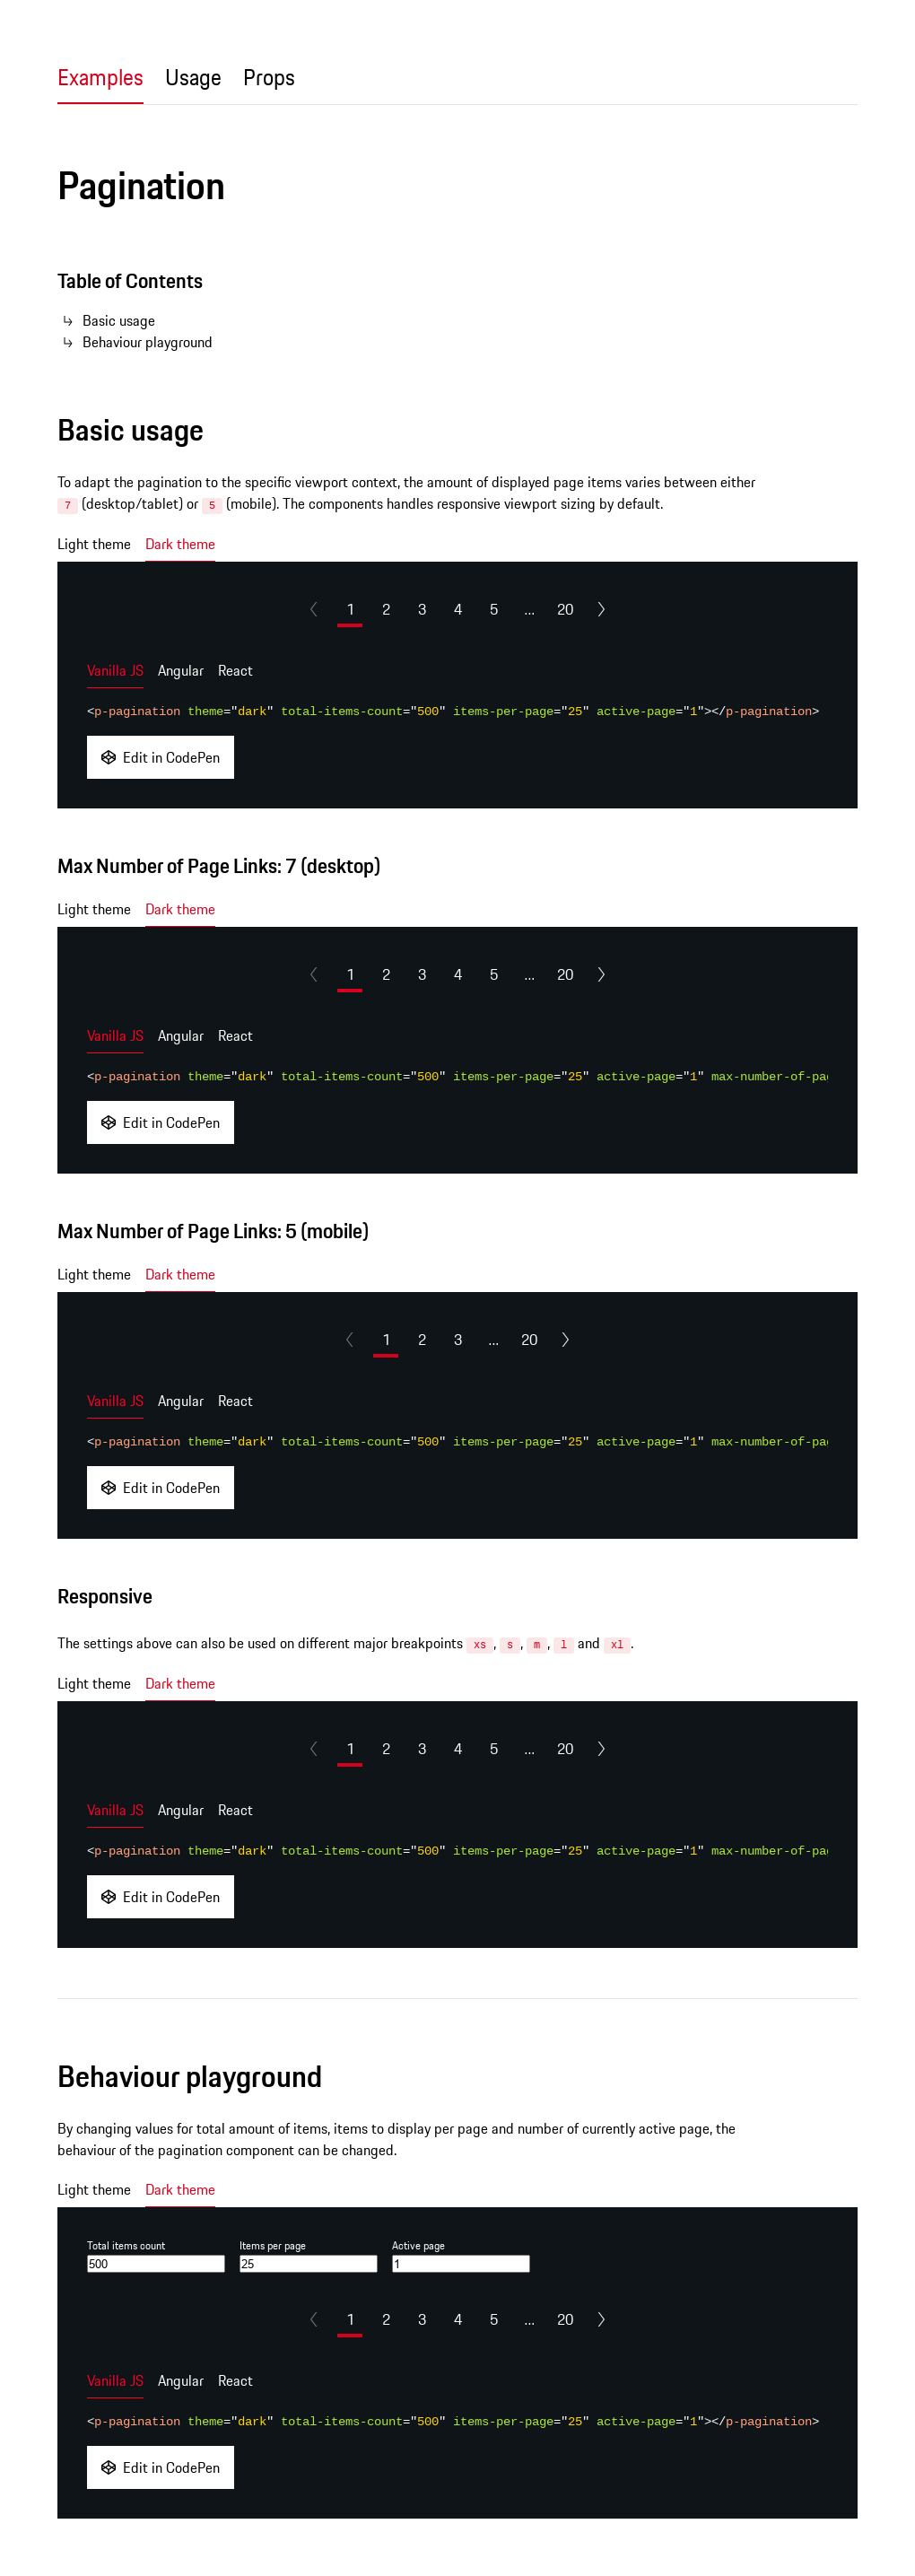 Examples Usage Props
Pagination
Table of Contents
Basic usage
Behaviour playground
Basic usage
To adapt the pagination to the specific viewport context, the amount of displayed page items varies between either
7 (desktop/tablet) or 5 (mobile). The components handles responsive viewport sizing by default.
Light theme Dark theme
1 2 3 4 5 ... 20
Vanilla JS Angular React
<p-pagination theme="dark" total-items-count="500" items-per-page="25" active-page="1"></p-pagination>
Edit in CodePen
Max Number of Page Links: 7 (desktop)
Light theme Dark theme
1 2 3 4 5 ... 20
Vanilla JS Angular React
<p-pagination theme="dark" total-items-count="500" items-per-page="25" active-page="1" max-number-of-pag
Edit in CodePen
Max Number of Page Links: 5 (mobile)
Light theme Dark theme
1 2 3 ... 20
Vanilla JS Angular React
<p-pagination theme="dark" total-items-count="500" items-per-page="25" active-page="1" max-number-of-pag
Edit in CodePen
Responsive
The settings above can also be used on different major breakpoints xs, s, m, l and xl.
Light theme Dark theme
1 2 3 4 5 ... 20
Vanilla JS Angular React
<p-pagination theme="dark" total-items-count="500" items-per-page="25" active-page="1" max-number-of-pag
Edit in CodePen
Behaviour playground
By changing values for total amount of items, items to display per page and number of currently active page, the
behaviour of the pagination component can be changed.
Light theme Dark theme
Total items count Items per page Active page
500 25 1
1 2 3 4 5 ... 20
Vanilla JS Angular React
<p-pagination theme="dark" total-items-count="500" items-per-page="25" active-page="1"></p-pagination>
Edit in CodePen